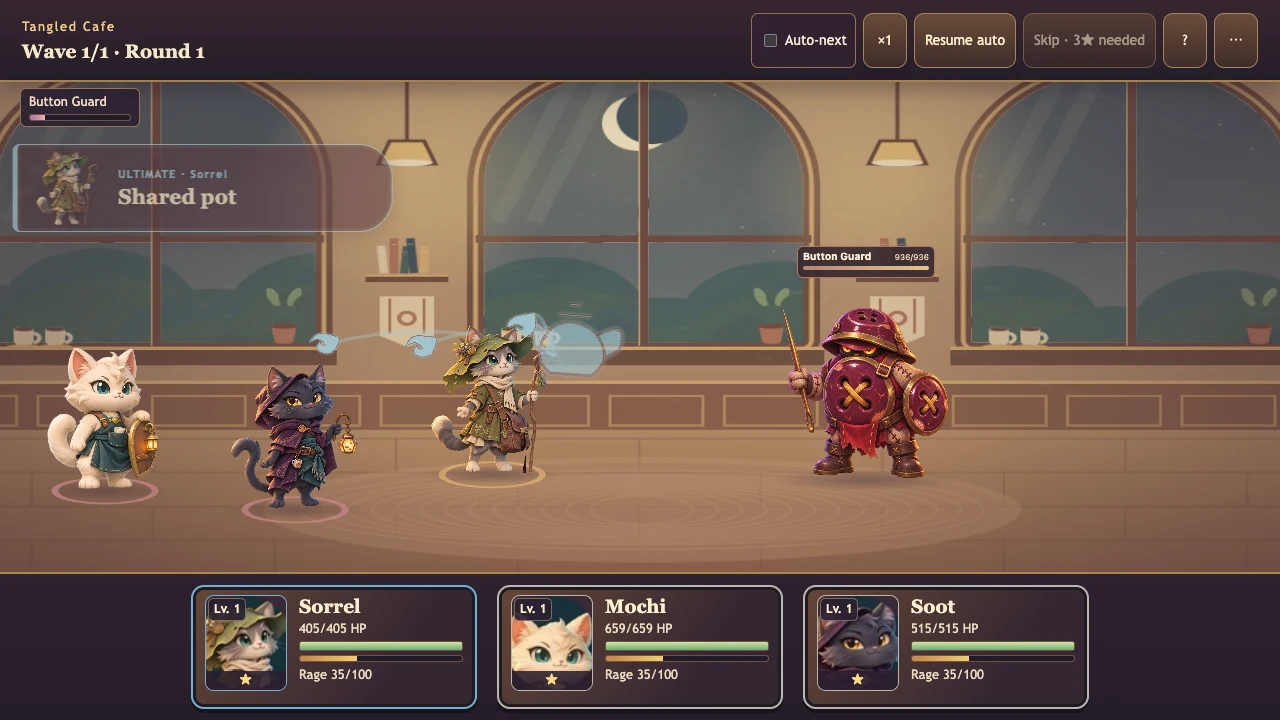 Tangled Cafe
Wave 1/1 · Round 1
Auto-next
×1
Resume auto
Skip · 3★ needed
?
···
Button Guard
ULTIMATE · Sorrel
Shared pot
Button Guard 936/936
Lv. 1
Sorrel
405/405 HP
Rage 35/100
Lv. 1
Mochi
659/659 HP
Rage 35/100
Lv. 1
Soot
515/515 HP
Rage 35/100